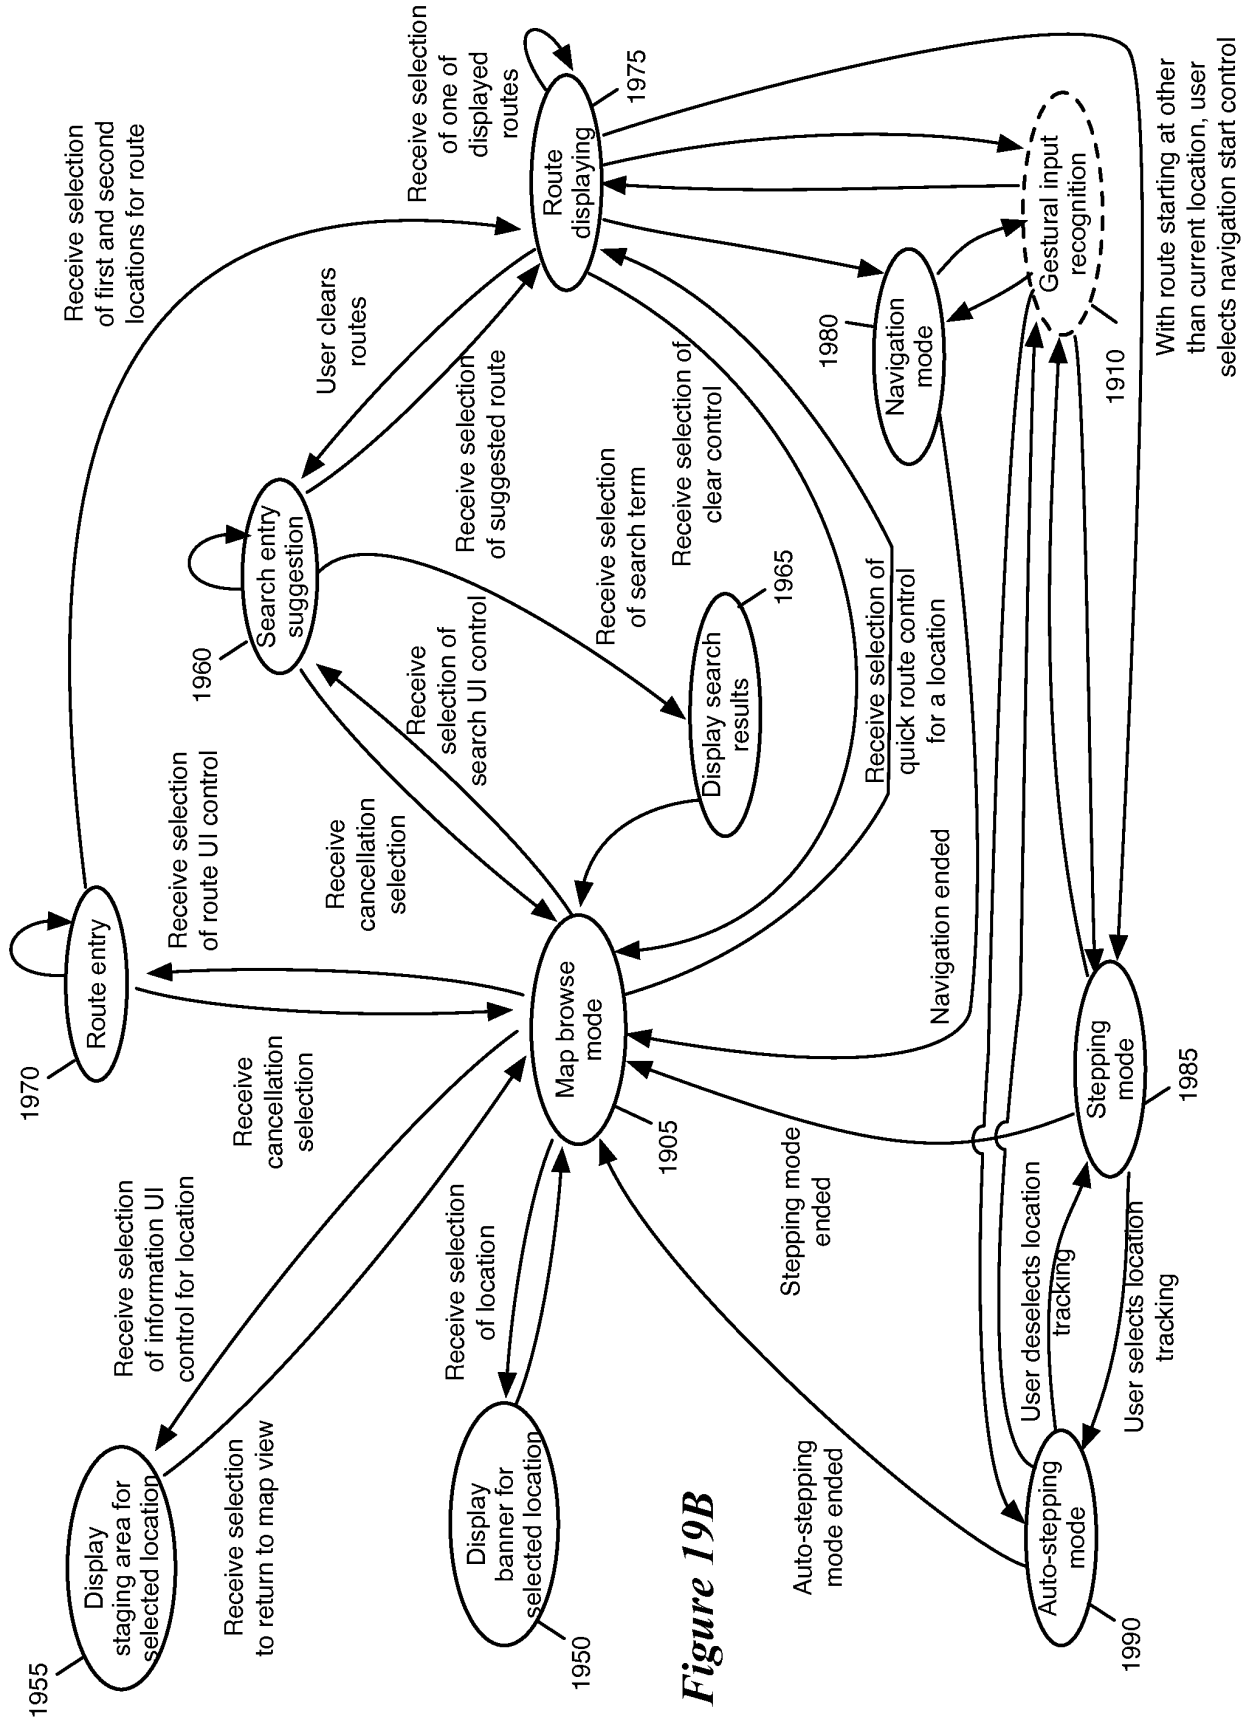 1955
Display
staging area for
selected location
Receive selection
of information UI
control for location
Receive selection
to return to map view
1970
Route entry
Receive selection
of route UI control
Receive
cancellation
selection
Receive selection
of first and second
locations for route
1960
Search entry
suggestion
Receive
cancellation
selection
Receive
selection of
search UI control
User clears
routes
Receive selection
of suggested route
Receive selection
of one of
displayed
routes
Route
displaying
1975
1950
Display
banner for
selected location
Receive selection
of location
Map browse
mode
1905
Display search
results
1965
Receive selection
of search term
Receive selection of
clear control
Receive selection of
quick route control
for a location
1980
Navigation
mode
Navigation ended
Gestural input
recognition
1910
With route starting at other
than current location, user
selects navigation start control
Stepping mode
ended
Auto-stepping
mode ended
Stepping
mode
1985
User deselects location
tracking
User selects location
tracking
Auto-stepping
mode
1990
Figure 19B